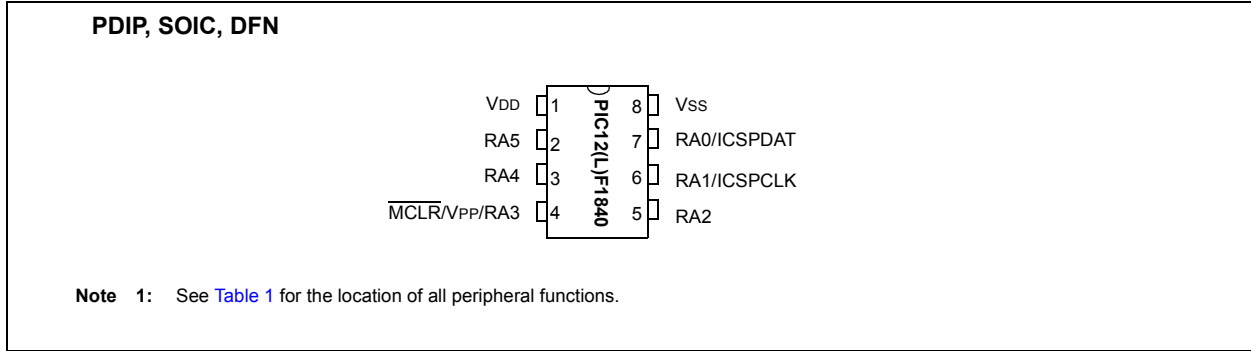 PDIP, SOIC, DFN
VDD 1 8 VSS
RA5 2 7 RA0/ICSPDAT
RA4 3 6 RA1/ICSPCLK
MCLR/VPP/RA3 4 5 RA2
PIC12(L)F1840
Note 1: See Table 1 for the location of all peripheral functions.